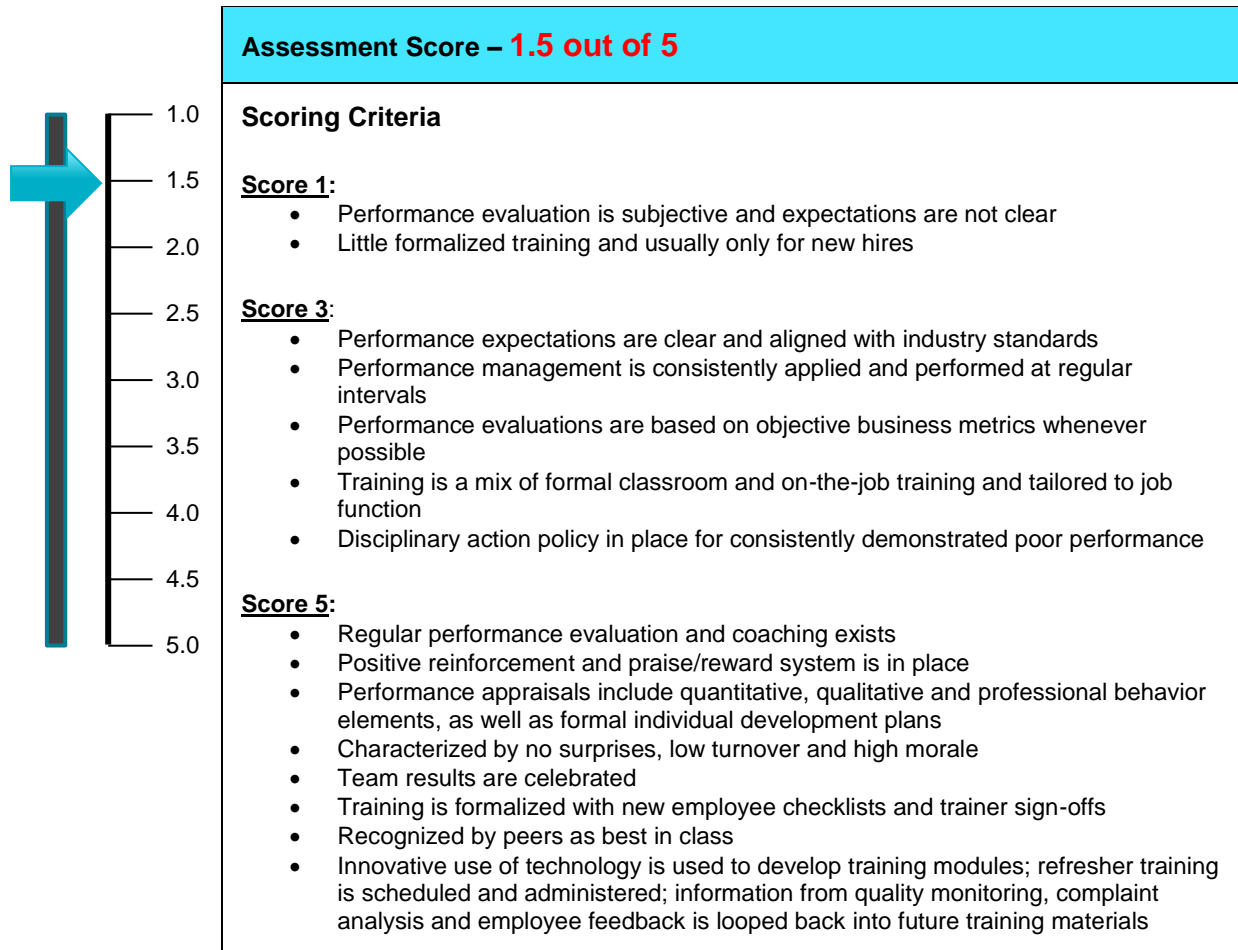 Assessment Score – 1.5 out of 5
1.0
1.5
2.0
2.5
3.0
3.5
4.0
4.5
5.0
Scoring Criteria
Score 1:
• Performance evaluation is subjective and expectations are not clear
• Little formalized training and usually only for new hires
Score 3:
• Performance expectations are clear and aligned with industry standards
• Performance management is consistently applied and performed at regular
intervals
• Performance evaluations are based on objective business metrics whenever
possible
• Training is a mix of formal classroom and on-the-job training and tailored to job
function
• Disciplinary action policy in place for consistently demonstrated poor performance
Score 5:
• Regular performance evaluation and coaching exists
• Positive reinforcement and praise/reward system is in place
• Performance appraisals include quantitative, qualitative and professional behavior
elements, as well as formal individual development plans
• Characterized by no surprises, low turnover and high morale
• Team results are celebrated
• Training is formalized with new employee checklists and trainer sign-offs
• Recognized by peers as best in class
• Innovative use of technology is used to develop training modules; refresher training
is scheduled and administered; information from quality monitoring, complaint
analysis and employee feedback is looped back into future training materials